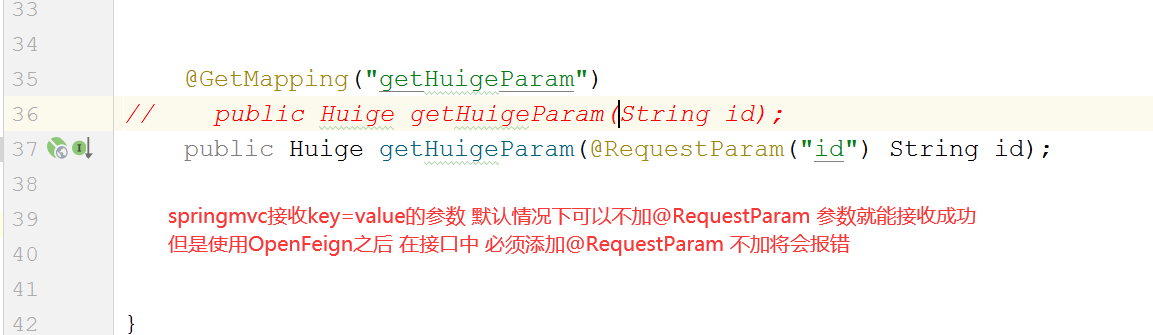 33
34
35 @GetMapping("getHuigeParam")
36 // public Huige getHuigeParam(String id);
37 public Huige getHuigeParam(@RequestParam("id") String id);
38
39 springmvc接收key=value的参数 默认情况下可以不加@RequestParam 参数就能接收成功
40 但是使用OpenFeign之后 在接口中 必须添加@RequestParam 不加将会报错
41
42 }